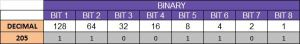 BINARY
BIT 1 BIT 2 BIT 3 BIT 4 BIT 5 BIT 6 BIT 7 BIT 8
DECIMAL 128 64 32 16 8 4 2 1
205 1 1 0 0 1 1 0 1